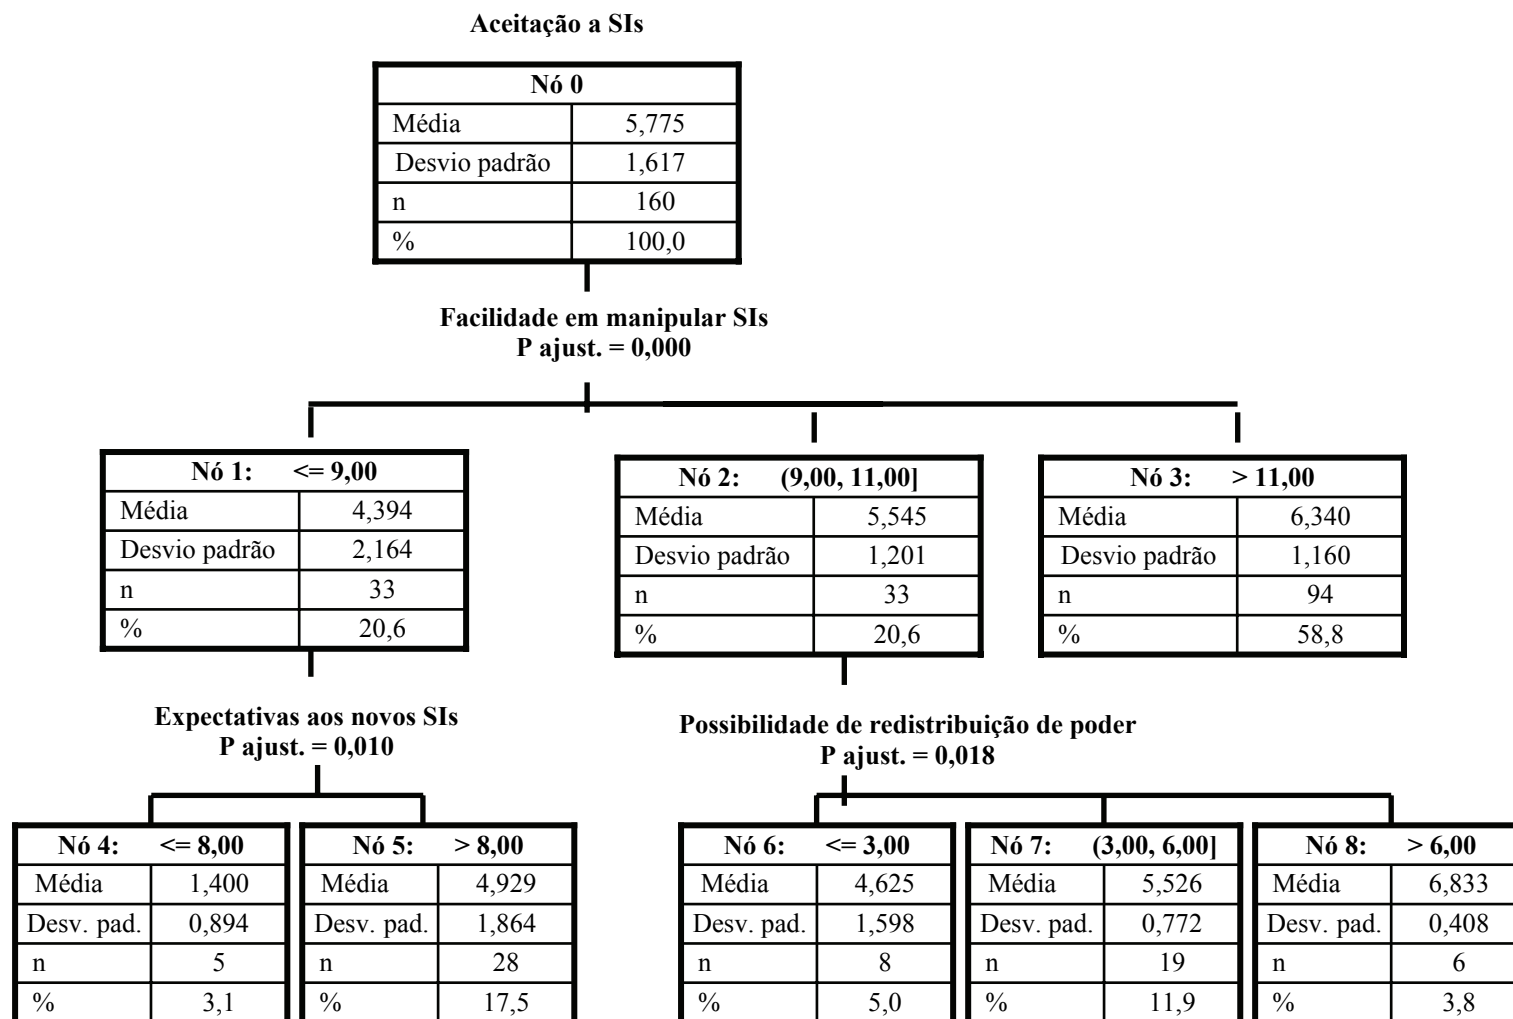 Aceitação a SIs
Nó 0
Média 5,775
Desvio padrão 1,617
n 160
% 100,0
Facilidade em manipular SIs
P ajust. = 0,000
Nó 1: <= 9,00
Média 4,394
Desvio padrão 2,164
n 33
% 20,6
Nó 2: (9,00, 11,00]
Média 5,545
Desvio padrão 1,201
n 33
% 20,6
Nó 3: > 11,00
Média 6,340
Desvio padrão 1,160
n 94
% 58,8
Expectativas aos novos SIs
P ajust. = 0,010
Possibilidade de redistribuição de poder
P ajust. = 0,018
Nó 4: <= 8,00
Média 1,400
Desv. pad. 0,894
n 5
% 3,1
Nó 5: > 8,00
Média 4,929
Desv. pad. 1,864
n 28
% 17,5
Nó 6: <= 3,00
Média 4,625
Desv. pad. 1,598
n 8
% 5,0
Nó 7: (3,00, 6,00]
Média 5,526
Desv. pad. 0,772
n 19
% 11,9
Nó 8: > 6,00
Média 6,833
Desv. pad. 0,408
n 6
% 3,8